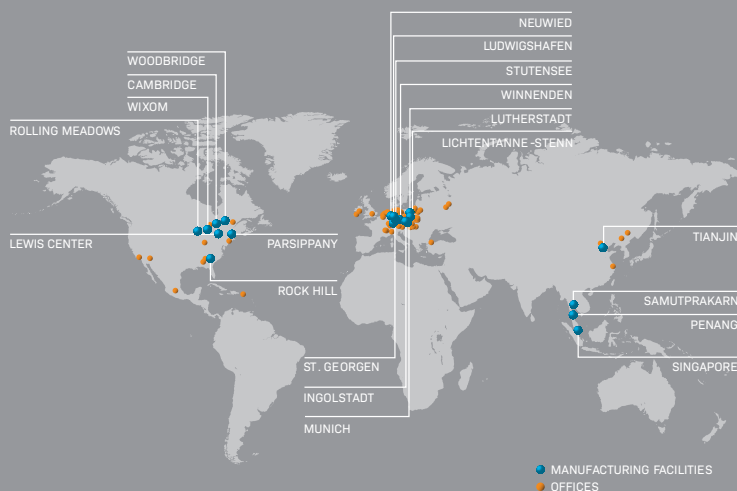 NEUWIED
LUDWIGSHAFEN
STUTENSEE
WINNENDEN
LUTHERSTADT
LICHTENTANNE -STENN
WOODBRIDGE
CAMBRIDGE
WIXOM
ROLLING MEADOWS
LEWIS CENTER
PARSIPPANY
ROCK HILL
TIANJIN
SAMUTPRAKARN
PENANG
SINGAPORE
ST. GEORGEN
INGOLSTADT
MUNICH
MANUFACTURING FACILITIES
OFFICES